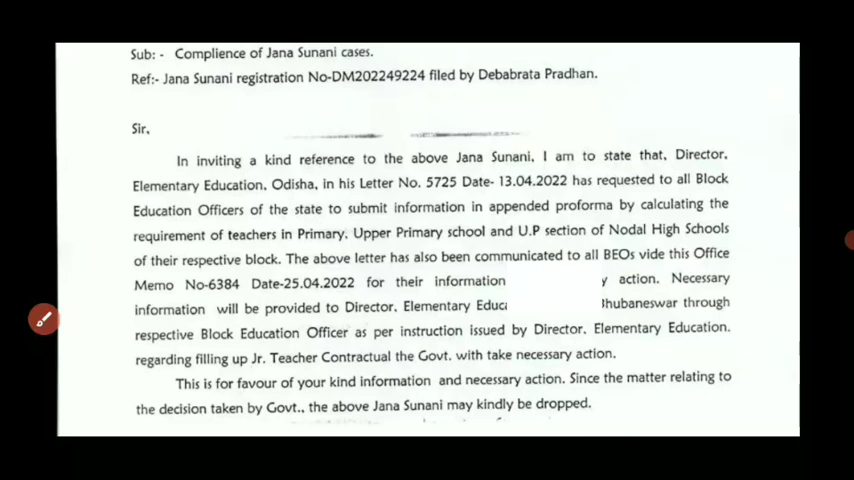 Sub: - Complience of Jana Sunani cases.
Ref:- Jana Sunani registration No-DM202249224 filed by Debabrata Pradhan.
Sir,
In inviting a kind reference to the above Jana Sunani, I am to state that, Director,
Elementary Education, Odisha, in his Letter No. 5725 Date- 13.04.2022 has requested to all Block
Education Officers of the state to submit information in appended proforma by calculating the
requirement of teachers in Primary, Upper Primary school and U.P section of Nodal High Schools
of their respective block. The above letter has also been communicated to all BEOs vide this Office
Memo No-6384 Date-25.04.2022 for their information y action. Necessary
information will be provided to Director, Elementary Educa hubaneswar through
respective Block Education Officer as per instruction issued by Director, Elementary Education,
regarding filling up Jr. Teacher Contractual the Govt. with take necessary action.
This is for favour of your kind information and necessary action. Since the matter relating to
the decision taken by Govt., the above Jana Sunani may kindly be dropped.